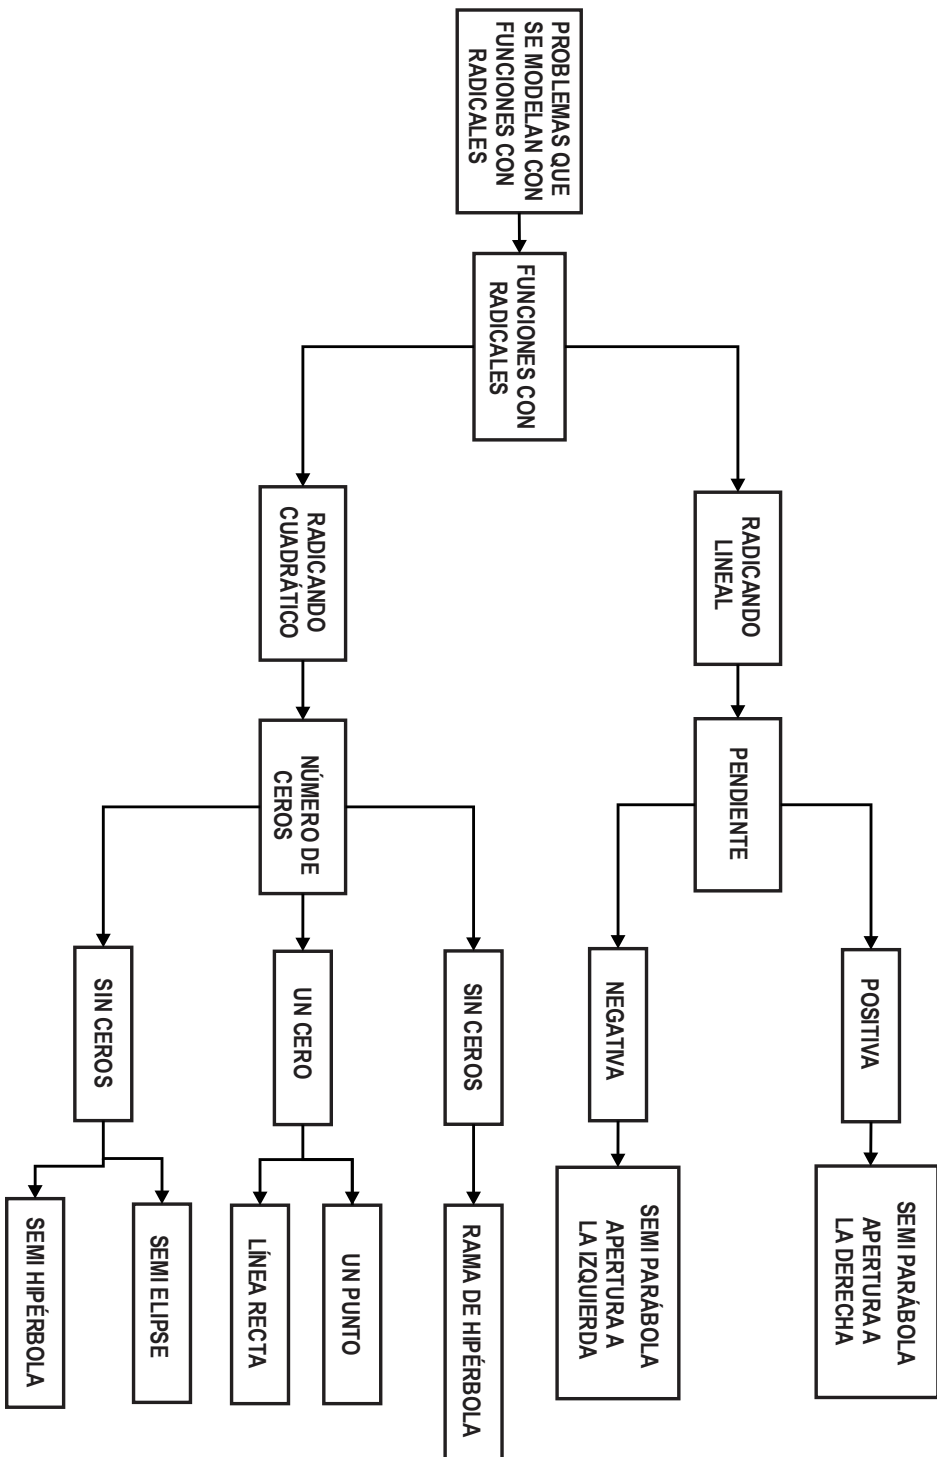 PROBLEMAS QUE
SE MODELAN CON
FUNCIONES CON
RADICALES
FUNCIONES CON
RADICALES
RADICANDO
LINEAL
PENDIENTE
POSITIVA
SEMI PARÁBOLA
APERTURA A
LA DERECHA
NEGATIVA
SEMI PARÁBOLA
APERTURA A
LA IZQUIERDA
RADICANDO
CUADRÁTICO
NÚMERO DE
CEROS
SIN CEROS
RAMA DE HIPÉRBOLA
UN CERO
UN PUNTO
LÍNEA RECTA
SIN CEROS
SEMI ELIPSE
SEMI HIPÉRBOLA